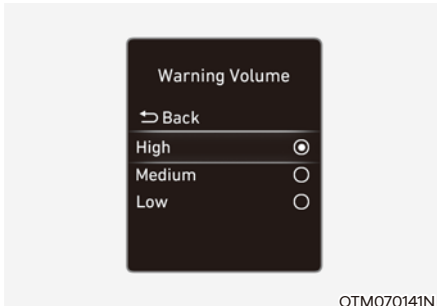 Warning Volume
Back
High
Medium
Low
OTM070141N